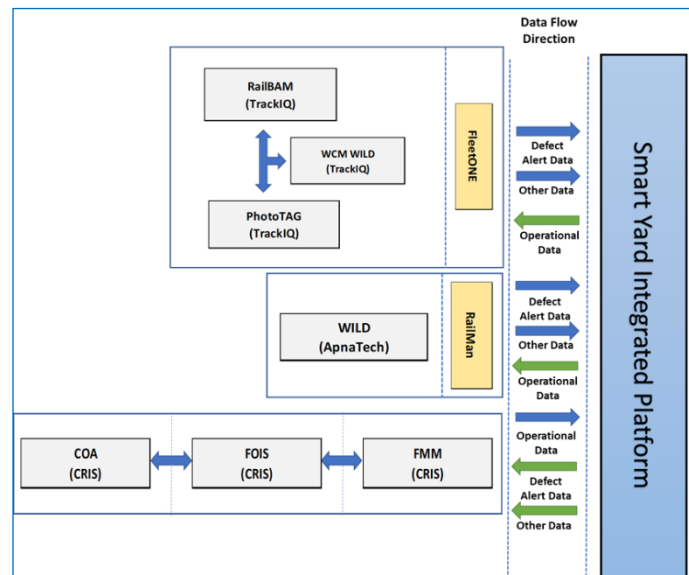 Data Flow
Direction
RailBAM
(TrackIQ)
WCM WILD
(TrackIQ)
PhotoTAG
(TrackIQ)
FleetONE
Defect
Alert Data
Other Data
Operational
Data
WILD
(ApnaTech)
RailMan
Defect
Alert Data
Other Data
Operational
Data
COA
(CRIS)
FOIS
(CRIS)
FMM
(CRIS)
Operational
Data
Defect
Alert Data
Other Data
Smart Yard Integrated Platform